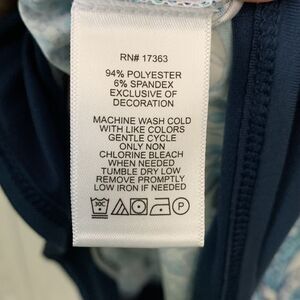 RN# 17363
94% POLYESTER
6% SPANDEX
EXCLUSIVE OF
DECORATION
MACHINE WASH COLD
WITH LIKE COLORS
GENTLE CYCLE
ONLY NON
CHLORINE BLEACH
WHEN NEEDED
TUMBLE DRY LOW
REMOVE PROMPTLY
LOW IRON IF NEEDED
30C P